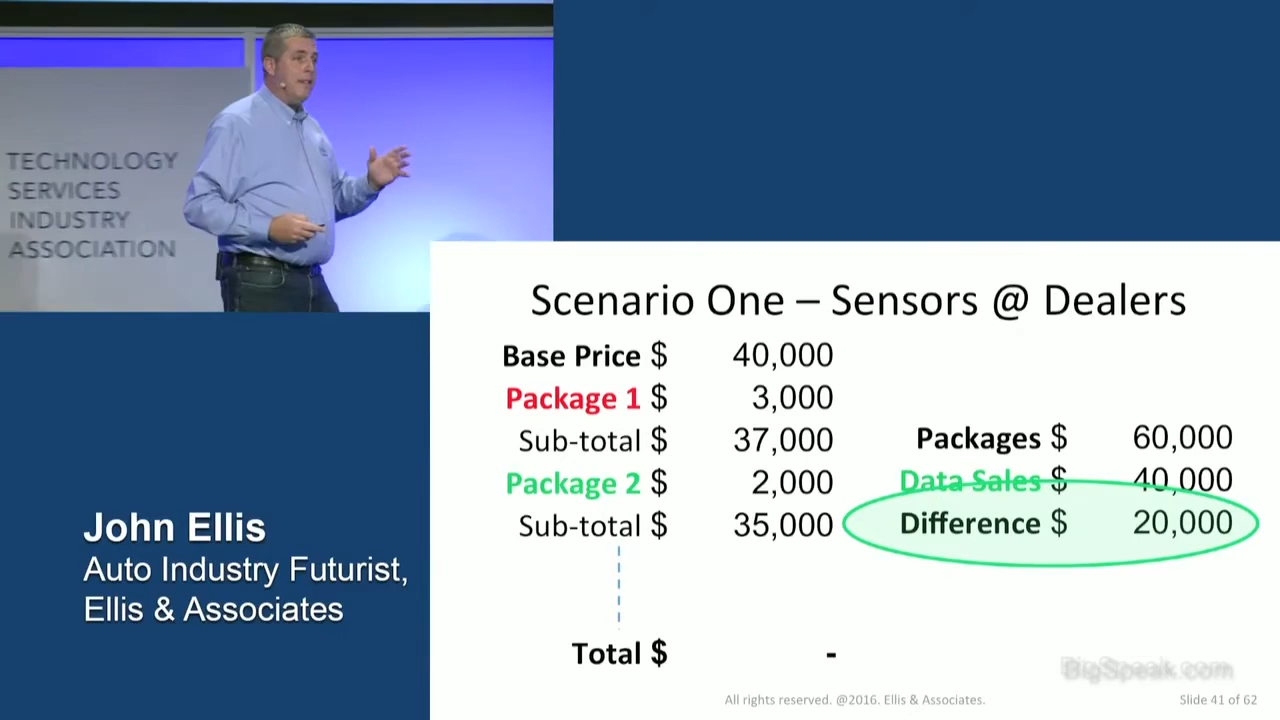 TECHNOLOGY
SERVICES
INDUSTRY
ASSOCIATION
John Ellis
Auto Industry Futurist,
Ellis & Associates
Scenario One – Sensors @ Dealers
Base Price $ 40,000
Package 1 $ 3,000
Sub-total $ 37,000
Package 2 $ 2,000
Sub-total $ 35,000
Total $ -
Packages $ 60,000
Data Sales $ 40,000
Difference $ 20,000
BigSpeak.com
All rights reserved. @2016. Ellis & Associates.
Slide 41 of 62